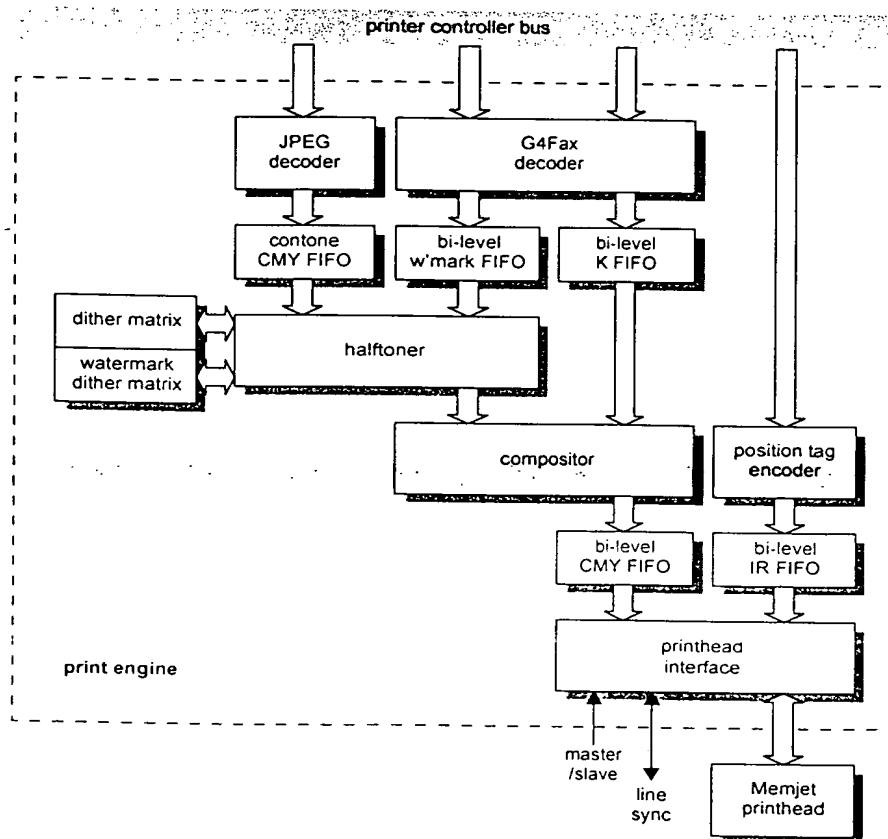 printer controller bus
JPEG
decoder
G4Fax
decoder
contone
CMY FIFO
bi-level
w'mark FIFO
bi-level
K FIFO
dither matrix
watermark
dither matrix
halftoner
compositor
position tag
encoder
bi-level
CMY FIFO
bi-level
IR FIFO
printhead
interface
print engine
master
/slave
line
sync
Memjet
printhead